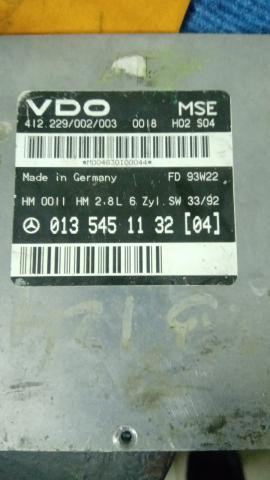 VDO MSE
412.229/002/003 0018 H02 S04
*M004630100044*
Made in Germany FD 93W22
HM 0011 HM 2.8L 6 Zyl. SW 33/92
013 545 11 32 [04]